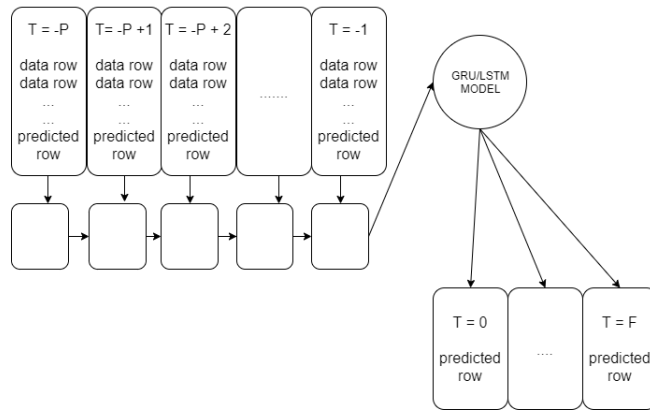 T = -P
data row
data row
...
...
predicted
row
T= -P +1
data row
data row
...
...
predicted
row
T = -P + 2
data row
data row
...
...
predicted
row
.......
T = -1
data row
data row
...
...
predicted
row
GRU/LSTM
MODEL
T = 0
predicted
row
....
T = F
predicted
row